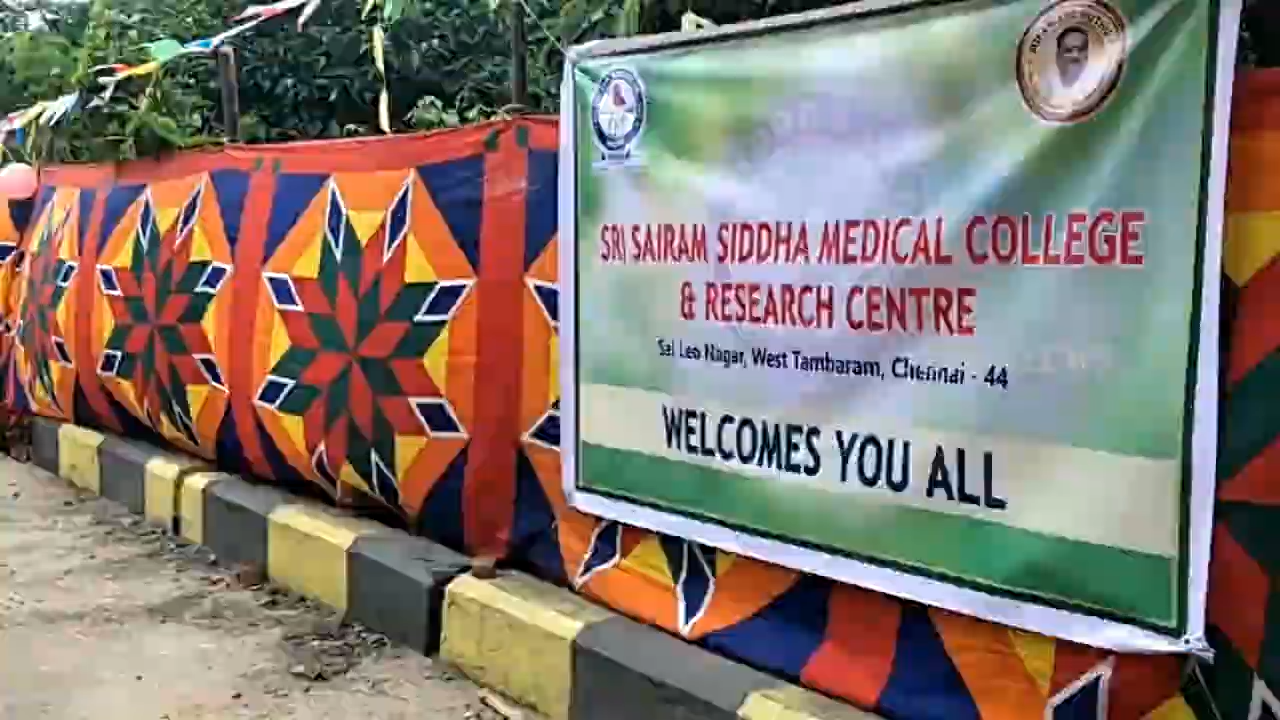 SRI SAIRAM SIDDHA MEDICAL COLLEGE
& RESEARCH CENTRE
Sai Leo Nagar, West Tambaram, Chennai - 44
WELCOMES YOU ALL